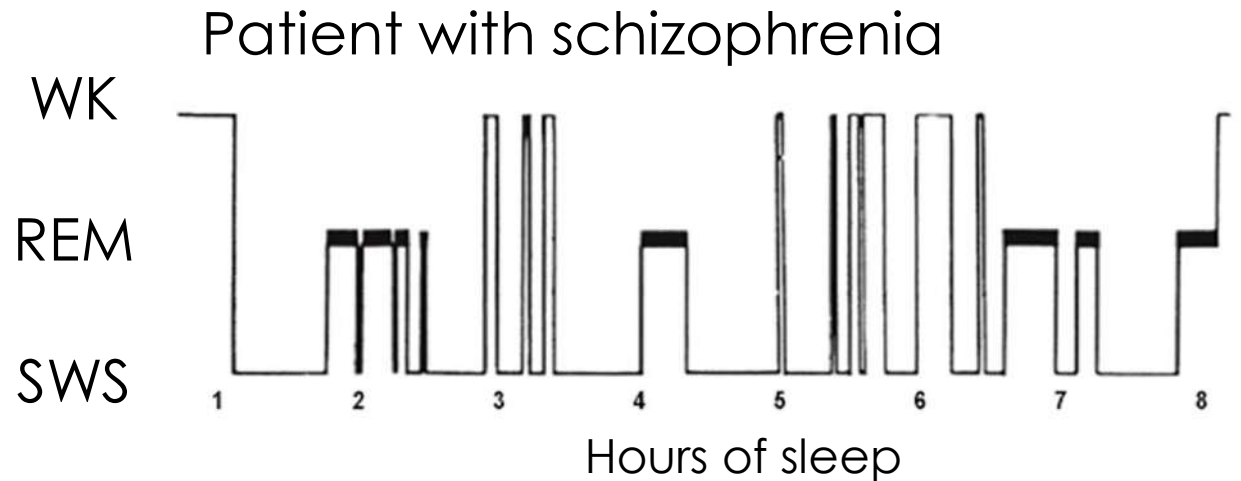 Patient with schizophrenia
WK
REM
SWS
1 2 3 4 5 6 7 8
Hours of sleep